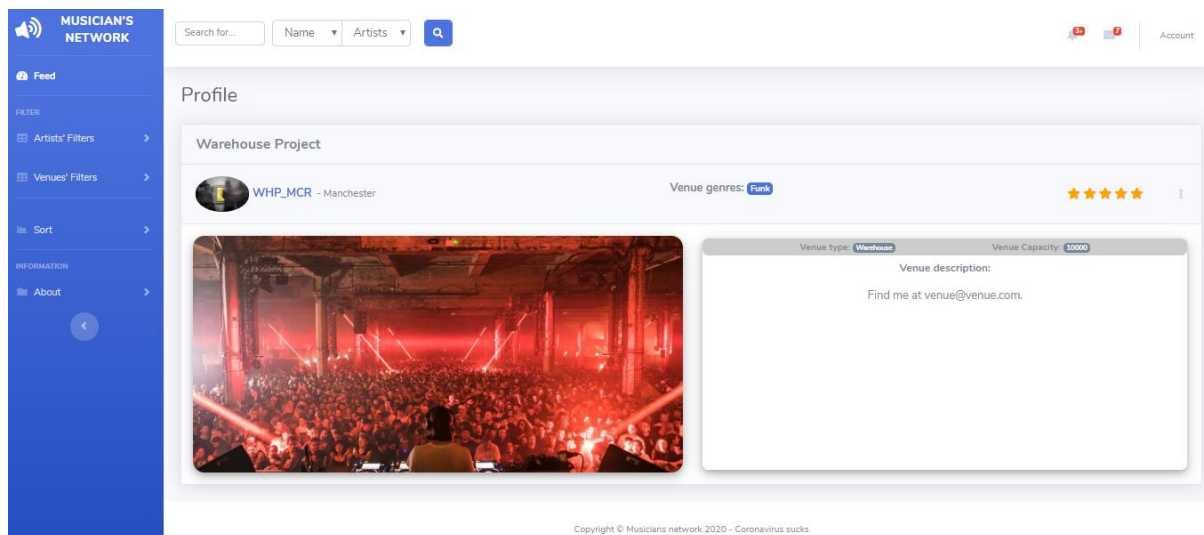 MUSICIAN'S
NETWORK
Search for...
Name
Artists
3+
7
Account
Feed
Profile
FILTER
Artists' Filters
Venues' Filters
Sort
INFORMATION
About
Warehouse Project
WHP_MCR - Manchester
Venue genres: Funk
Venue type: Warehouse
Venue Capacity: 10000
Venue description:
Find me at venue@venue.com.
Copyright © Musicians network 2020 - Coronavirus sucks